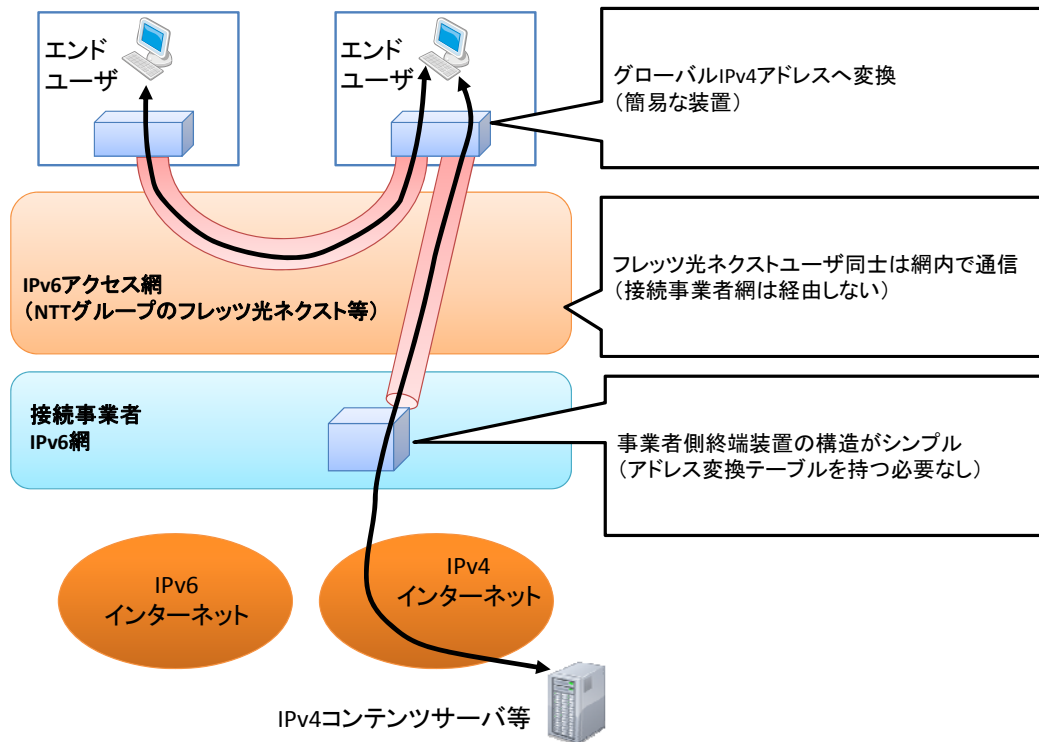 エンド
ユーザ
エンド
ユーザ
グローバルIPv4アドレスへ変換
（簡易な装置）
IPv6アクセス網
（NTTグループのフレッツ光ネクスト等）
フレッツ光ネクストユーザ同士は網内で通信
（接続事業者網は経由しない）
接続事業者
IPv6網
事業者側終端装置の構造がシンプル
（アドレス変換テーブルを持つ必要なし）
IPv6
インターネット
IPv4
インターネット
IPv4コンテンツサーバ等